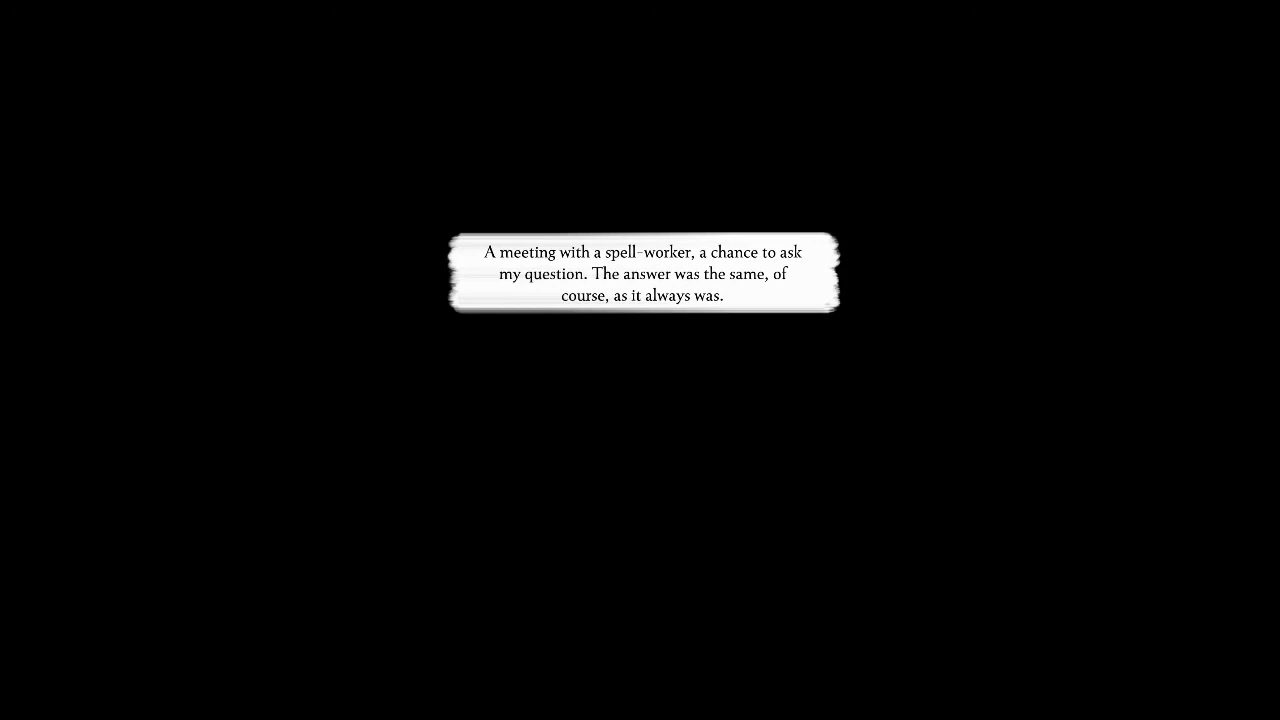 A meeting with a spell-worker, a chance to ask
my question. The answer was the same, of
course, as it always was.